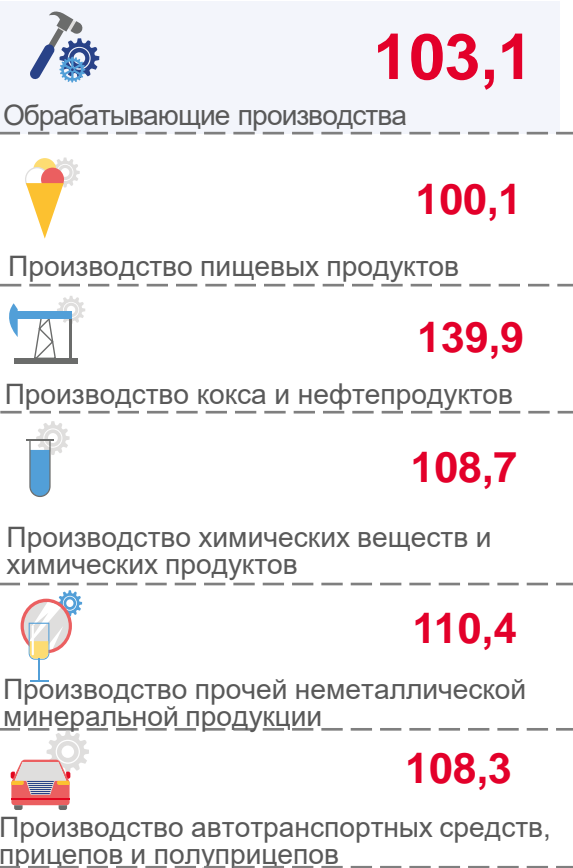 103,1
Обрабатывающие производства
100,1
Производство пищевых продуктов
139,9
Производство кокса и нефтепродуктов
108,7
Производство химических веществ и
химических продуктов
110,4
Производство прочей неметаллической
минеральной продукции
108,3
Производство автотранспортных средств,
прицепов и полуприцепов